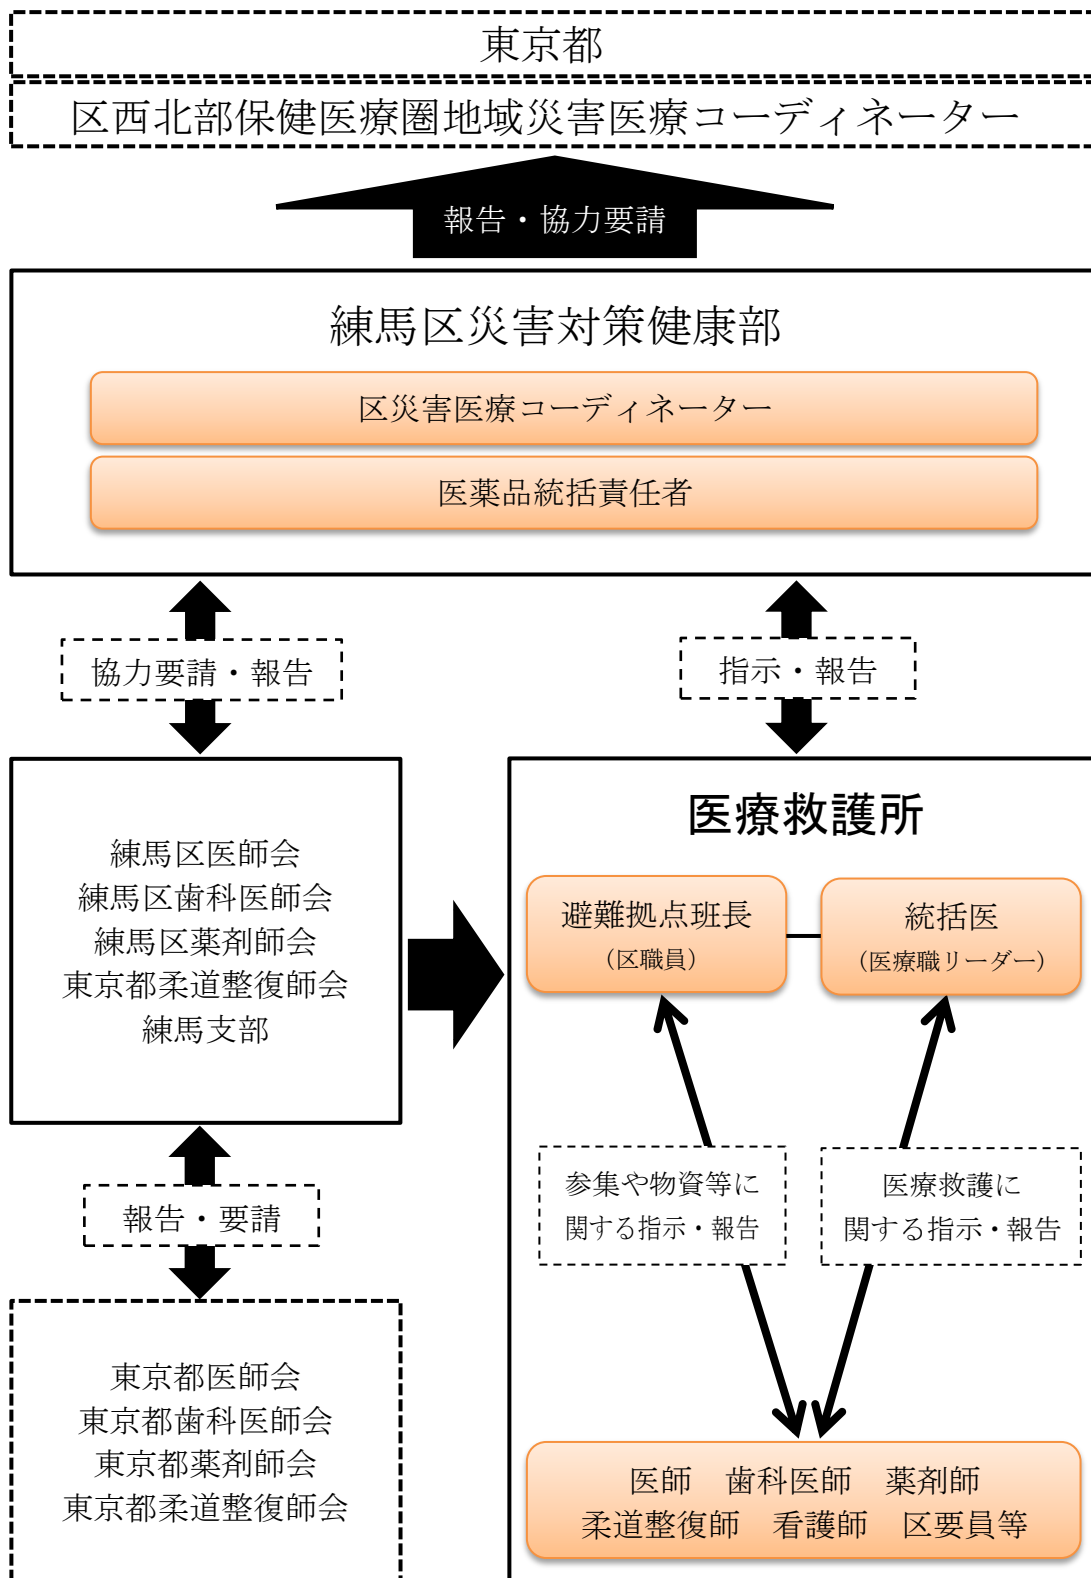 東京都
区西北部保健医療圏地域災害医療コーディネーター
報告・協力要請
練馬区災害対策健康部
区災害医療コーディネーター
医薬品統括責任者
協力要請・報告
指示・報告
練馬区医師会
練馬区歯科医師会
練馬区薬剤師会
東京都柔道整復師会
練馬支部
医療救護所
避難拠点班長
（区職員）
統括医
（医療職リーダー）
参集や物資等に
関する指示・報告
医療救護に
関する指示・報告
報告・要請
東京都医師会
東京都歯科医師会
東京都薬剤師会
東京都柔道整復師会
医師　歯科医師　薬剤師
柔道整復師　看護師　区要員等